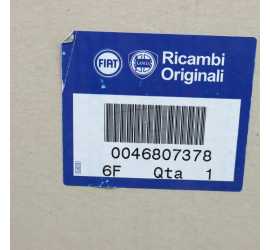 FIAT
LANCIA
Ricambi
Originali
0046807378
6F Qta 1